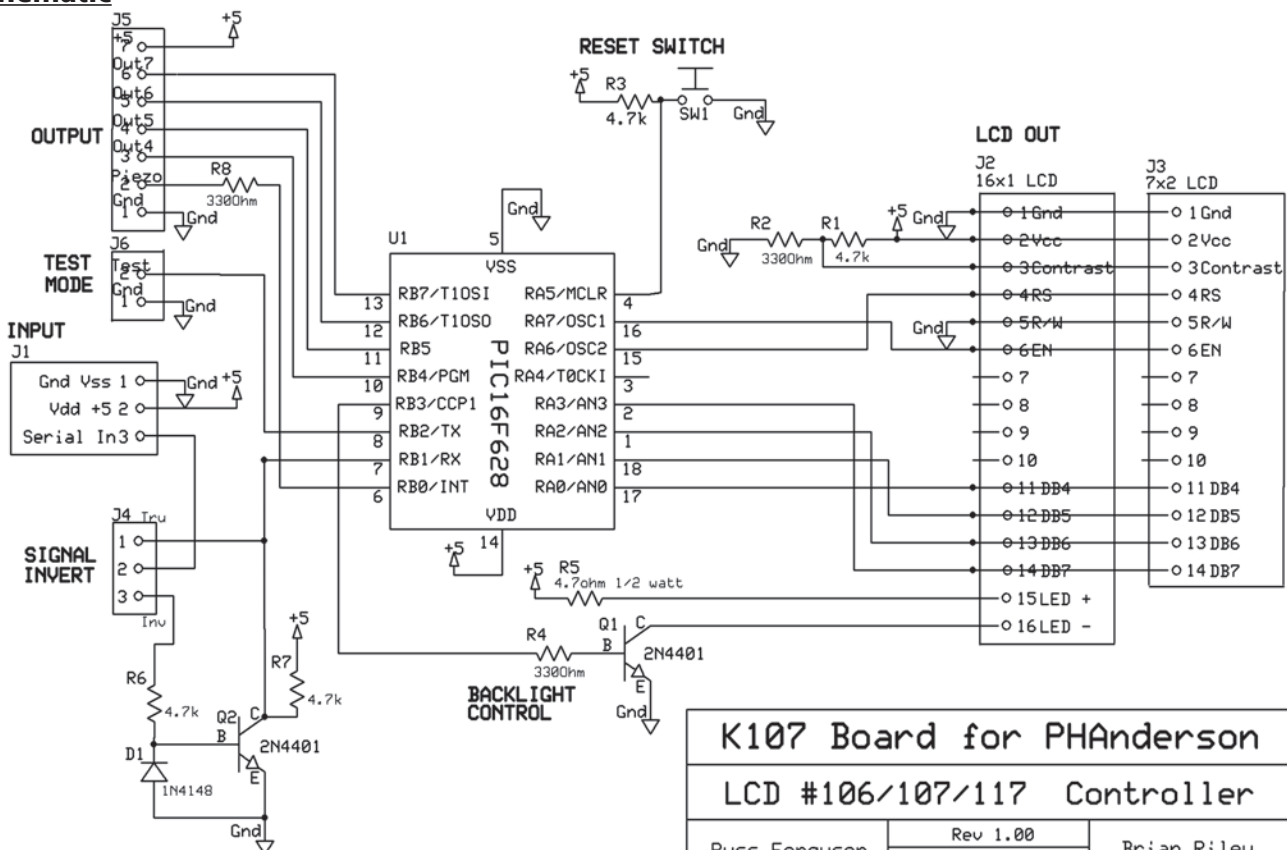 J5
+5
+5
7
Out7
6
Out6
5
Out5
4
Out4
3
Piezo
2
Gnd
1
Gnd
OUTPUT
R8
330Ohm
J6
Test
2
Gnd
1
Gnd
TEST
MODE
INPUT
J1
Gnd Vss 1
Gnd
+5
Vdd +5 2
Serial In3
J4
1
2
3
Inv
SIGNAL
INVERT
R6
4.7k
R7
4.7k
+5
Q2
C
B
E
2N4401
D1
1N4148
Gnd
RESET SWITCH
+5
R3
4.7k
SW1
Gnd
Gnd
U1
5
VSS
PIC16F628
RB7/T1OSI
13
RB6/T1OSO
12
RB5
11
RB4/PGM
10
RB3/CCP1
9
RB2/TX
8
RB1/RX
7
RB0/INT
6
RA5/MCLR
4
RA7/OSC1
16
RA6/OSC2
15
RA4/T0CKI
3
RA3/AN3
2
RA2/AN2
1
RA1/AN1
18
RA0/AN0
17
VDD
14
+5
+5
R5
4.7ohm 1/2 watt
R4
330Ohm
Q1
C
B
E
2N4401
Gnd
BACKLIGHT
CONTROL
Gnd
R2
330Ohm
R1
4.7k
+5
Gnd
Gnd
LCD OUT
J2
16x1 LCD
1 Gnd
2 Vcc
3 Contrast
4 RS
5 R/W
6 EN
7
8
9
10
11 DB4
12 DB5
13 DB6
14 DB7
15 LED +
16 LED -
J3
7x2 LCD
1 Gnd
2 Vcc
3 Contrast
4 RS
5 R/W
6 EN
7
8
9
10
11 DB4
12 DB5
13 DB6
14 DB7
K107 Board for PHAnderson
LCD #106/107/117 Controller
Rev 1.00
Russ Ferguson
Brian Riley